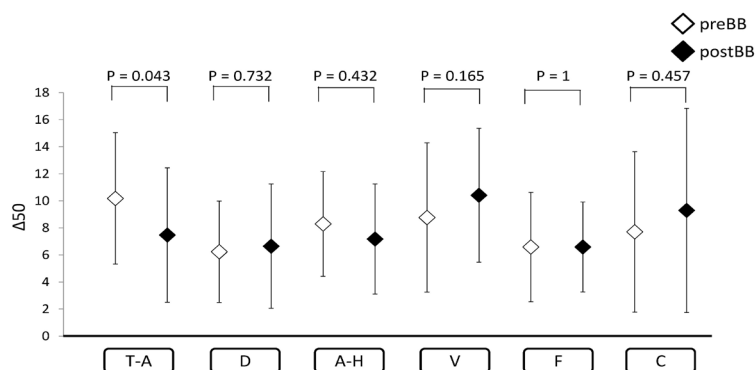 preBB
postBB
P = 0.043 P = 0.732 P = 0.432 P = 0.165 P = 1 P = 0.457
18
16
14
12
10
8
6
4
2
0
Δ50
T-A D A-H V F C